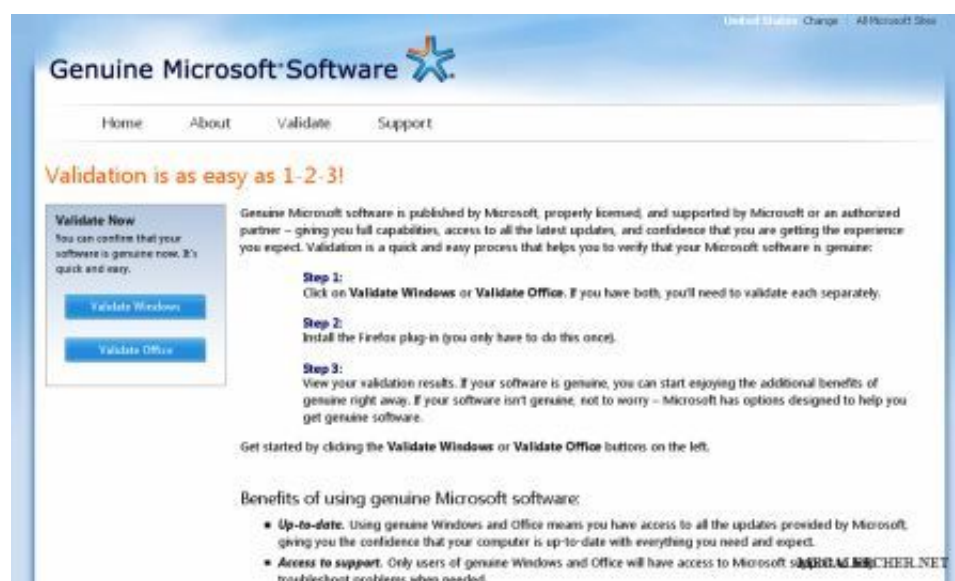 United States Change | All Microsoft Sites
Genuine Microsoft Software
Home About Validate Support
Validation is as easy as 1-2-3!
Validate Now
You can confirm that your
software is genuine now. It's
quick and easy.
Validate Windows
Validate Office
Genuine Microsoft software is published by Microsoft, properly licensed, and supported by Microsoft or an authorized
partner – giving you full capabilities, access to all the latest updates, and confidence that you are getting the experience
you expect. Validation is a quick and easy process that helps you to verify that your Microsoft software is genuine:
Step 1:
Click on Validate Windows or Validate Office. If you have both, you'll need to validate each separately.
Step 2:
Install the Firefox plug-in (you only have to do this once).
Step 3:
View your validation results. If your software is genuine, you can start enjoying the additional benefits of
genuine right away. If your software isn't genuine, not to worry – Microsoft has options designed to help you
get genuine software.
Get started by clicking the Validate Windows or Validate Office buttons on the left.
Benefits of using genuine Microsoft software:
• Up-to-date. Using genuine Windows and Office means you have access to all the updates provided by Microsoft,
giving you the confidence that your computer is up-to-date with everything you need and expect.
• Access to support. Only users of genuine Windows and Office will have access to Microsoft
troubleshoot problems when needed.